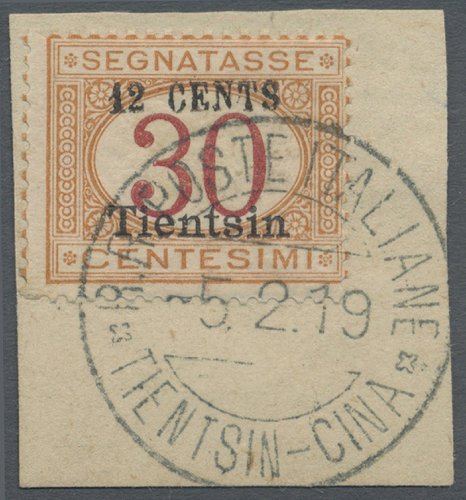 SEGNATASSE
12 CENTS
30
Tientsin
CENTESIMI
R.R. POSTE ITALIANE
5.2.19
TIENTSIN-CINA